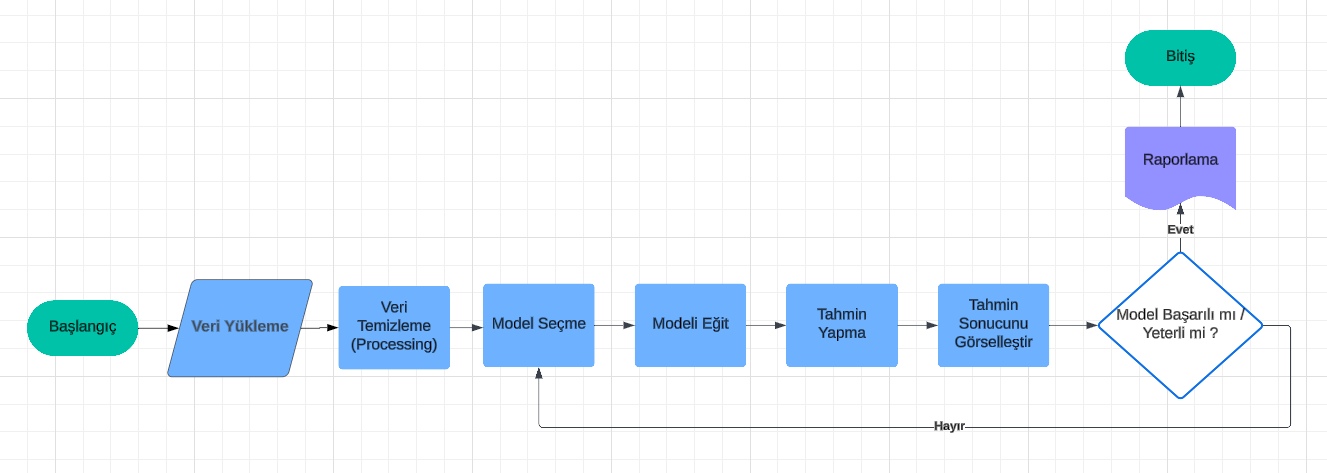 Bitiş
Raporlama
Evet
Başlangıç
Veri Yükleme
Veri
Temizleme
(Processing)
Model Seçme
Modeli Eğit
Tahmin
Yapma
Tahmin
Sonucunu
Görselleştir
Model Başarılı mı /
Yeterli mi ?
Hayır